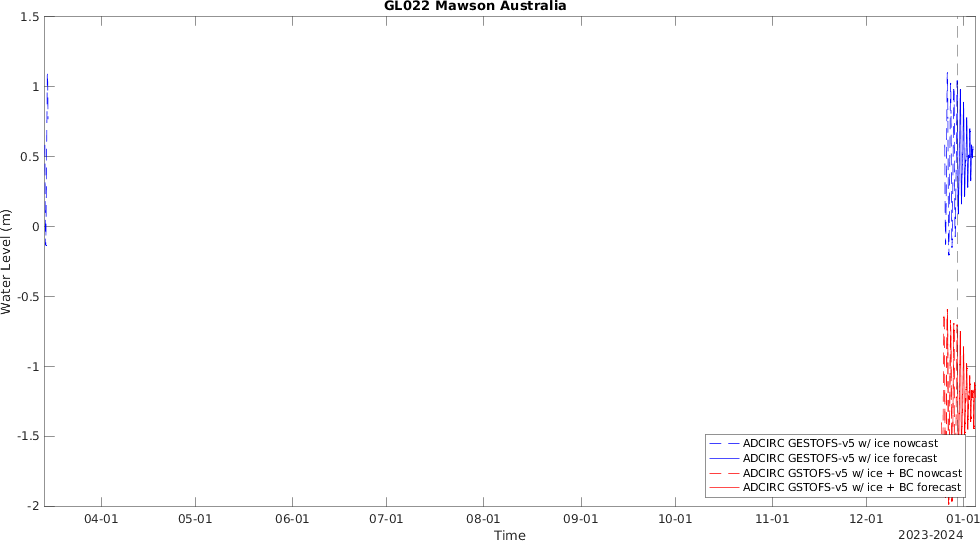 GL022 Mawson Australia
1.5
1
0.5
0
-0.5
-1
-1.5
-2
Water Level (m)
ADCIRC GESTOFS-v5 w/ ice nowcast
ADCIRC GESTOFS-v5 w/ ice forecast
ADCIRC GSTOFS-v5 w/ ice + BC nowcast
ADCIRC GSTOFS-v5 w/ ice + BC forecast
04-01 05-01 06-01 07-01 08-01 09-01 10-01 11-01 12-01 01-01
Time
2023-2024